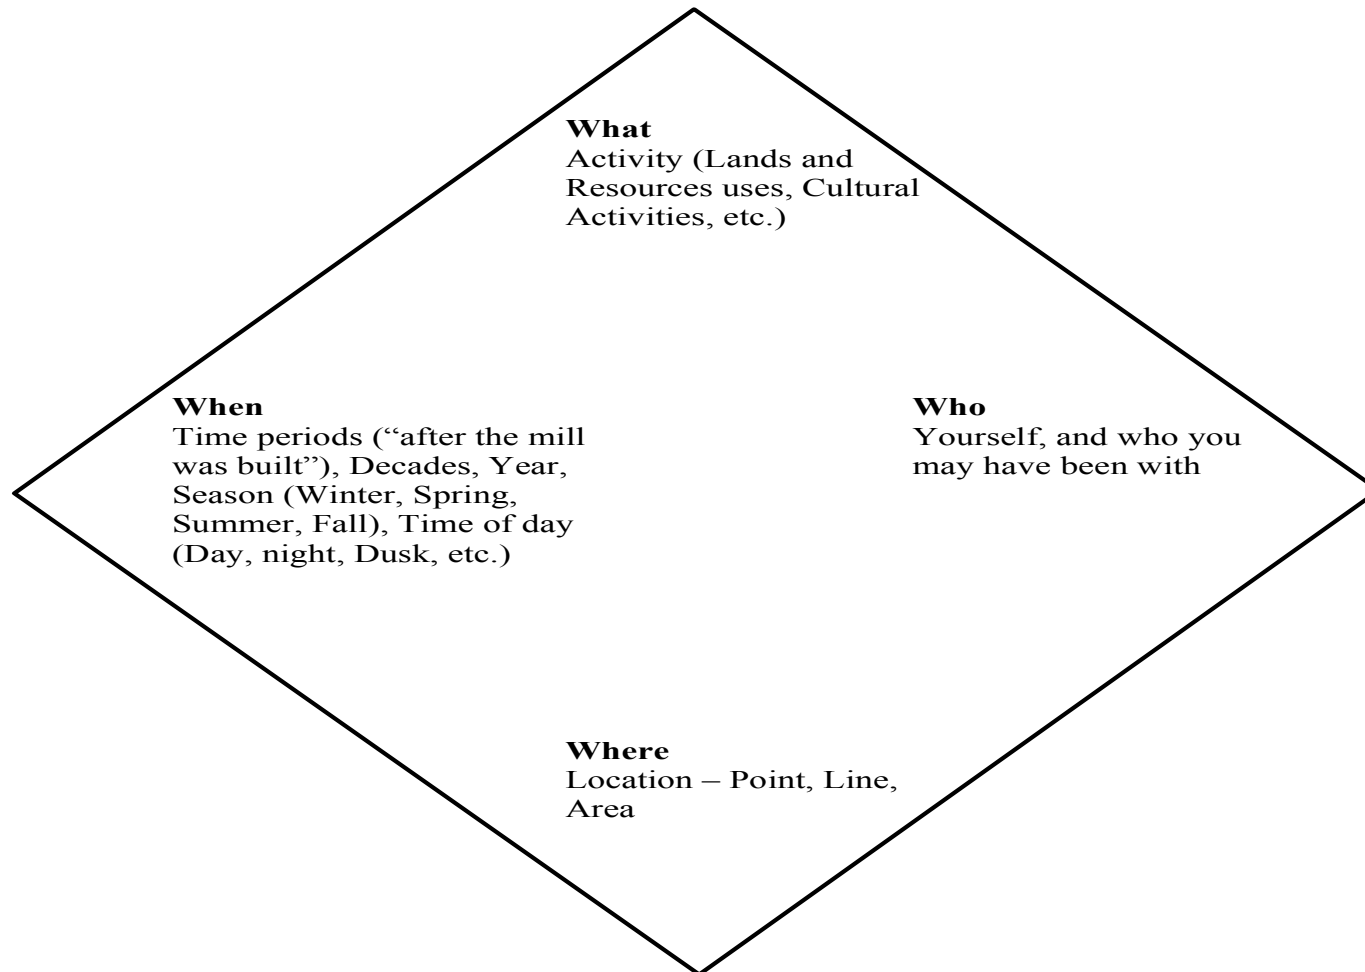 What
Activity (Lands and
Resources uses, Cultural
Activities, etc.)
When
Time periods (“after the mill
was built”), Decades, Year,
Season (Winter, Spring,
Summer, Fall), Time of day
(Day, night, Dusk, etc.)
Who
Yourself, and who you
may have been with
Where
Location – Point, Line,
Area